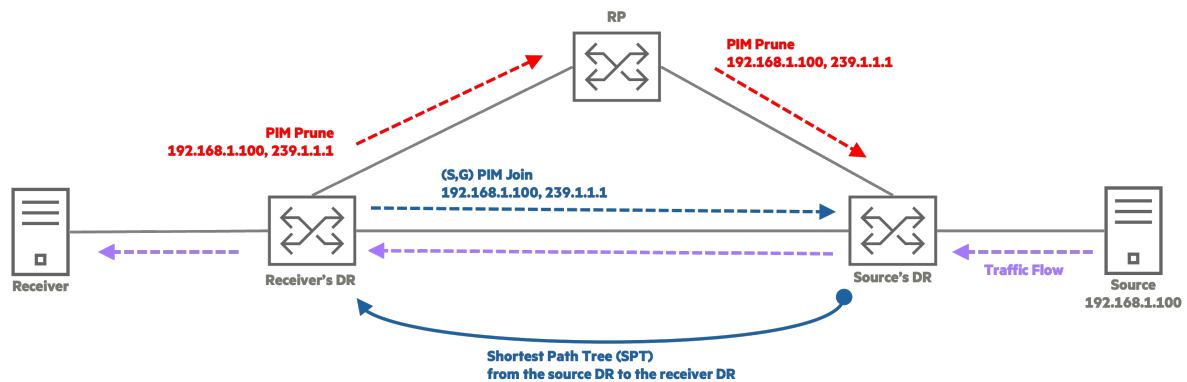 RP
PIM Prune
192.168.1.100, 239.1.1.1
PIM Prune
192.168.1.100, 239.1.1.1
(S,G) PIM Join
192.168.1.100, 239.1.1.1
Receiver
Receiver's DR
Source's DR
Traffic Flow
Source
192.168.1.100
Shortest Path Tree (SPT)
from the source DR to the receiver DR